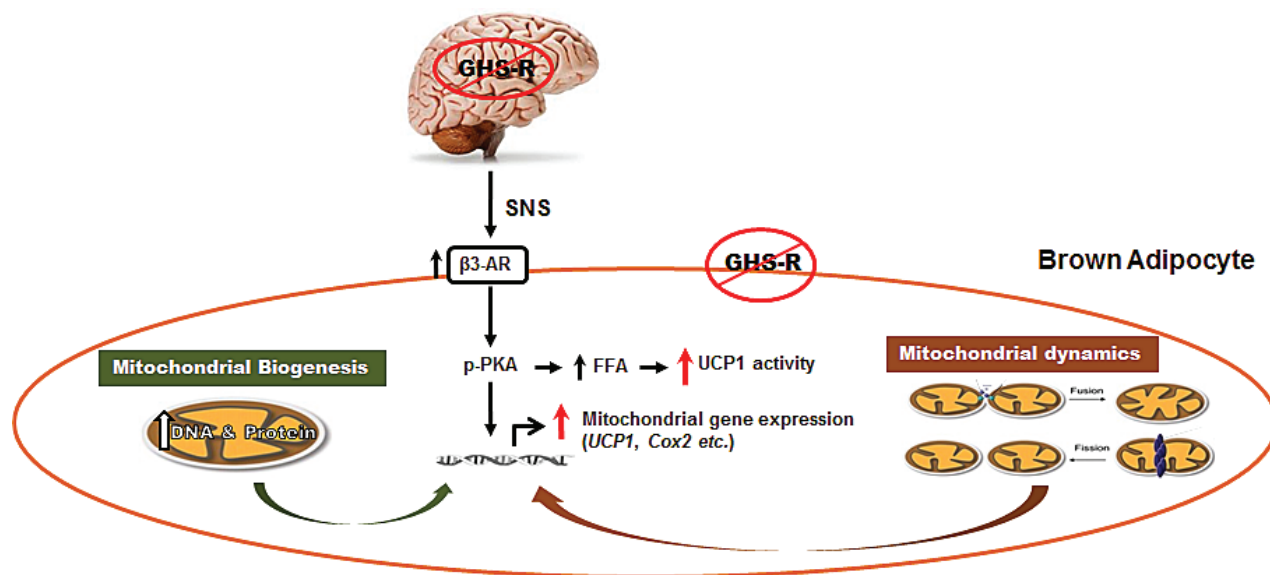 GHS-R
SNS
β3-AR
GHS-R
Brown Adipocyte
Mitochondrial Biogenesis
DNA & Protein
p-PKA
FFA
UCP1 activity
Mitochondrial gene expression
(UCP1, Cox2 etc.)
Mitochondrial dynamics
Fusion
Fission